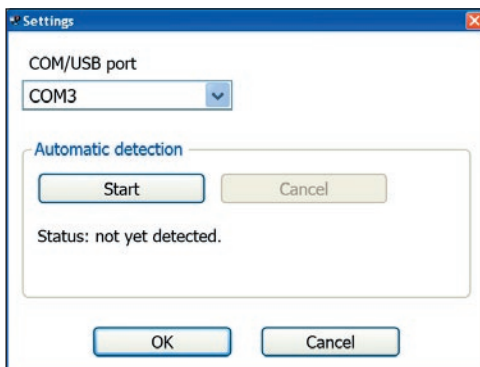 Settings
COM/USB port
COM3
Automatic detection
Start Cancel
Status: not yet detected.
OK Cancel